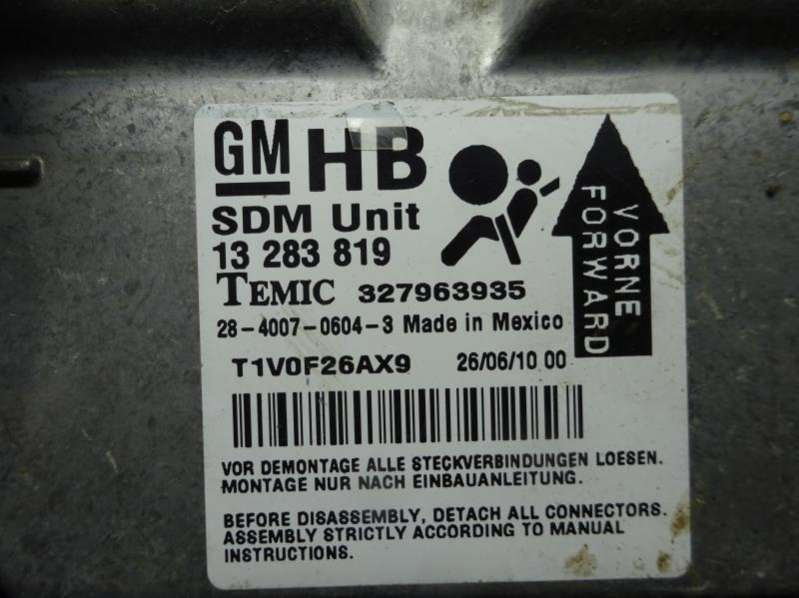 GM HB
SDM Unit
13 283 819
TEMIC 327963935
28-4007-0604-3 Made in Mexico
T1V0F26AX9 26/06/10 00
VORNE
FORWARD
VOR DEMONTAGE ALLE STECKVERBINDUNGEN LOESEN.
MONTAGE NUR NACH EINBAUANLEITUNG.
BEFORE DISASSEMBLY, DETACH ALL CONNECTORS.
ASSEMBLY STRICTLY ACCORDING TO MANUAL
INSTRUCTIONS.